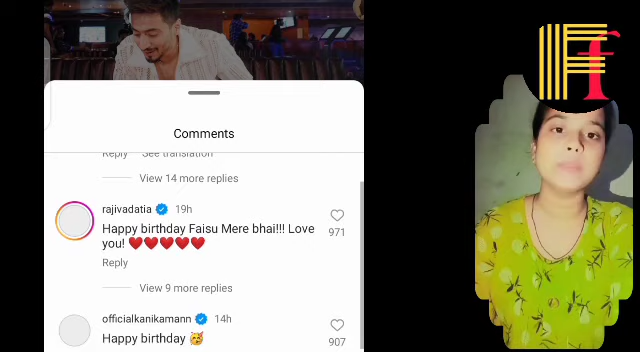 Comments
Reply See translation
View 14 more replies
rajivadatia 19h
Happy birthday Faisu Mere bhai!!! Love
you! ❤️❤️❤️❤️❤️
971
Reply
View 9 more replies
officialkanikamann 14h
Happy birthday 🥳
907